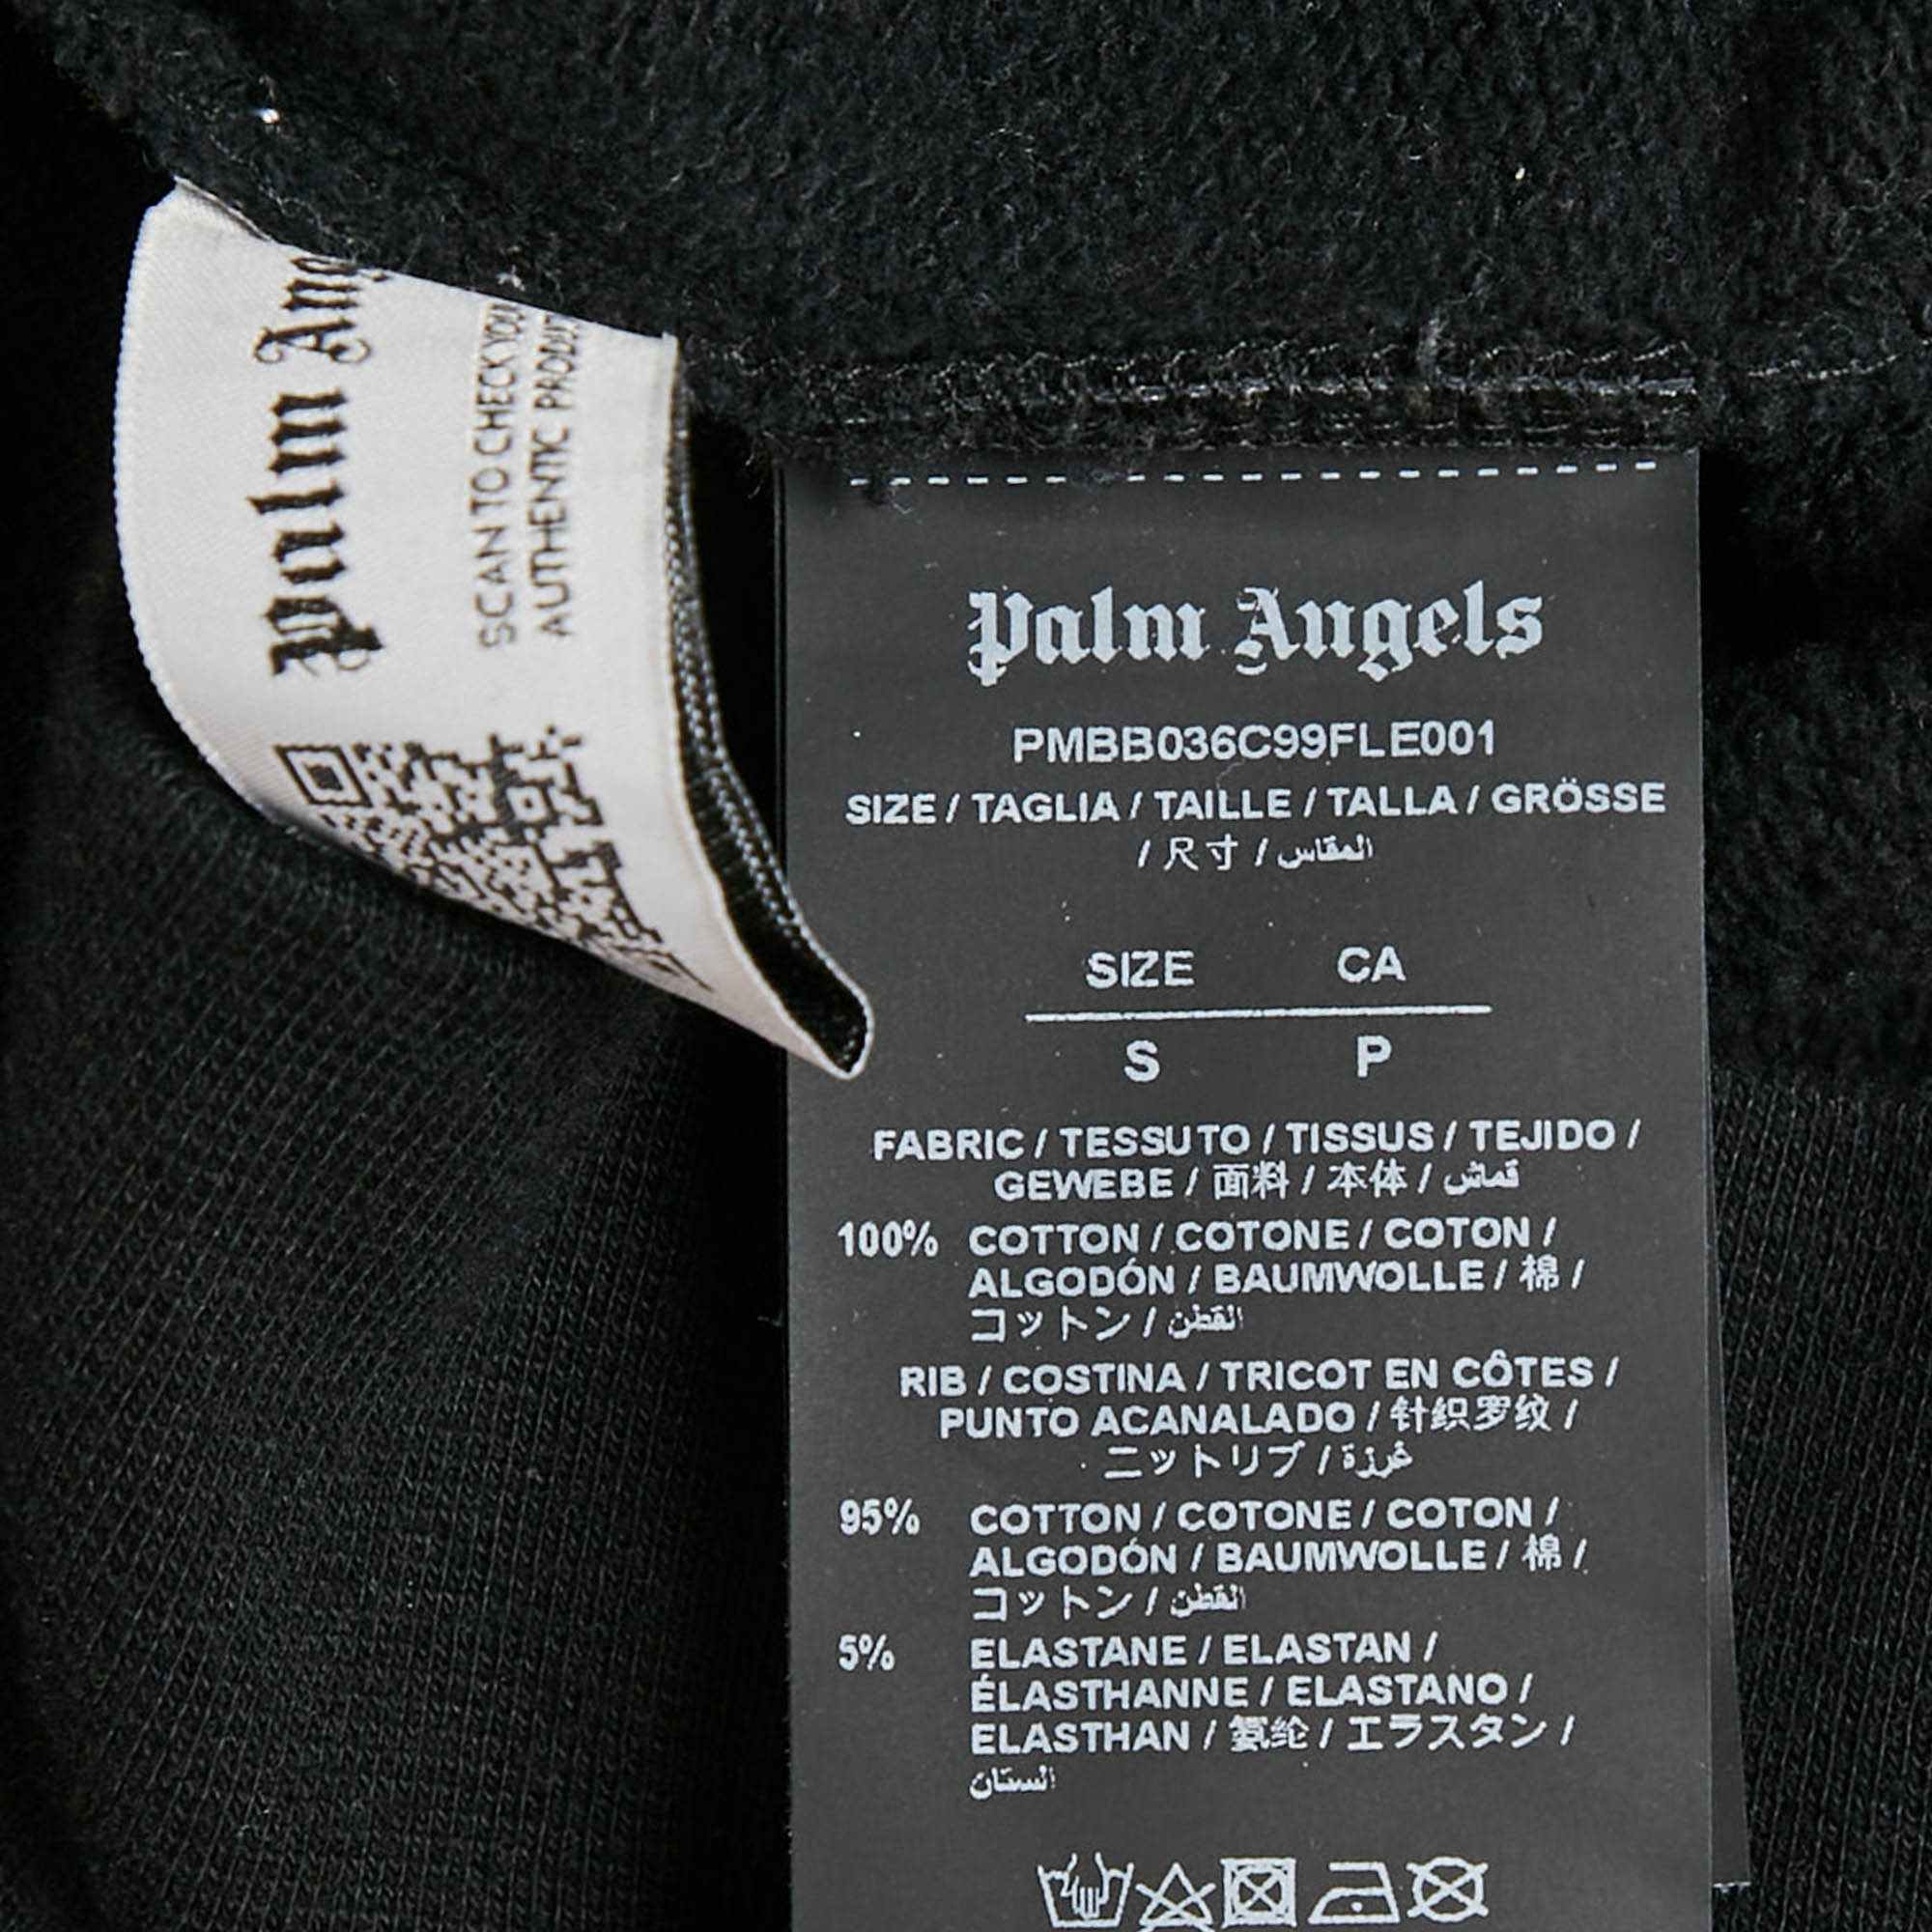 Palm Ang
SCAN TO CHECK YOUR
AUTHENTIC PRODUCT
Palm Angels
PMBB036C99FLE001
SIZE / TAGLIA / TAILLE / TALLA / GRÖSSE
/ 尺寸 / المقاس
SIZE CA
S P
FABRIC / TESSUTO / TISSUS / TEJIDO /
GEWEBE / 面料 / 本体 / قماش
100% COTTON / COTONE / COTON /
ALGODÓN / BAUMWOLLE / 棉 /
コットン / القطن
RIB / COSTINA / TRICOT EN CÔTES /
PUNTO ACANALADO / 针织罗纹 /
ニットリブ / غرزة
95% COTTON / COTONE / COTON /
ALGODÓN / BAUMWOLLE / 棉 /
コットン / القطن
5% ELASTANE / ELASTAN /
ÉLASTHANNE / ELASTANO /
ELASTHAN / 氨纶 / エラスタン /
السستان